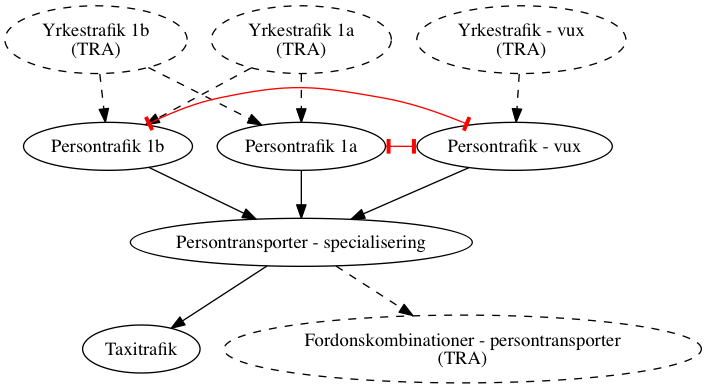 Yrkestrafik 1b
(TRA)
Yrkestrafik 1a
(TRA)
Yrkestrafik - vux
(TRA)
Persontrafik 1b
Persontrafik 1a
Persontrafik - vux
Persontransporter - specialisering
Taxitrafik
Fordonskombinationer - persontransporter
(TRA)